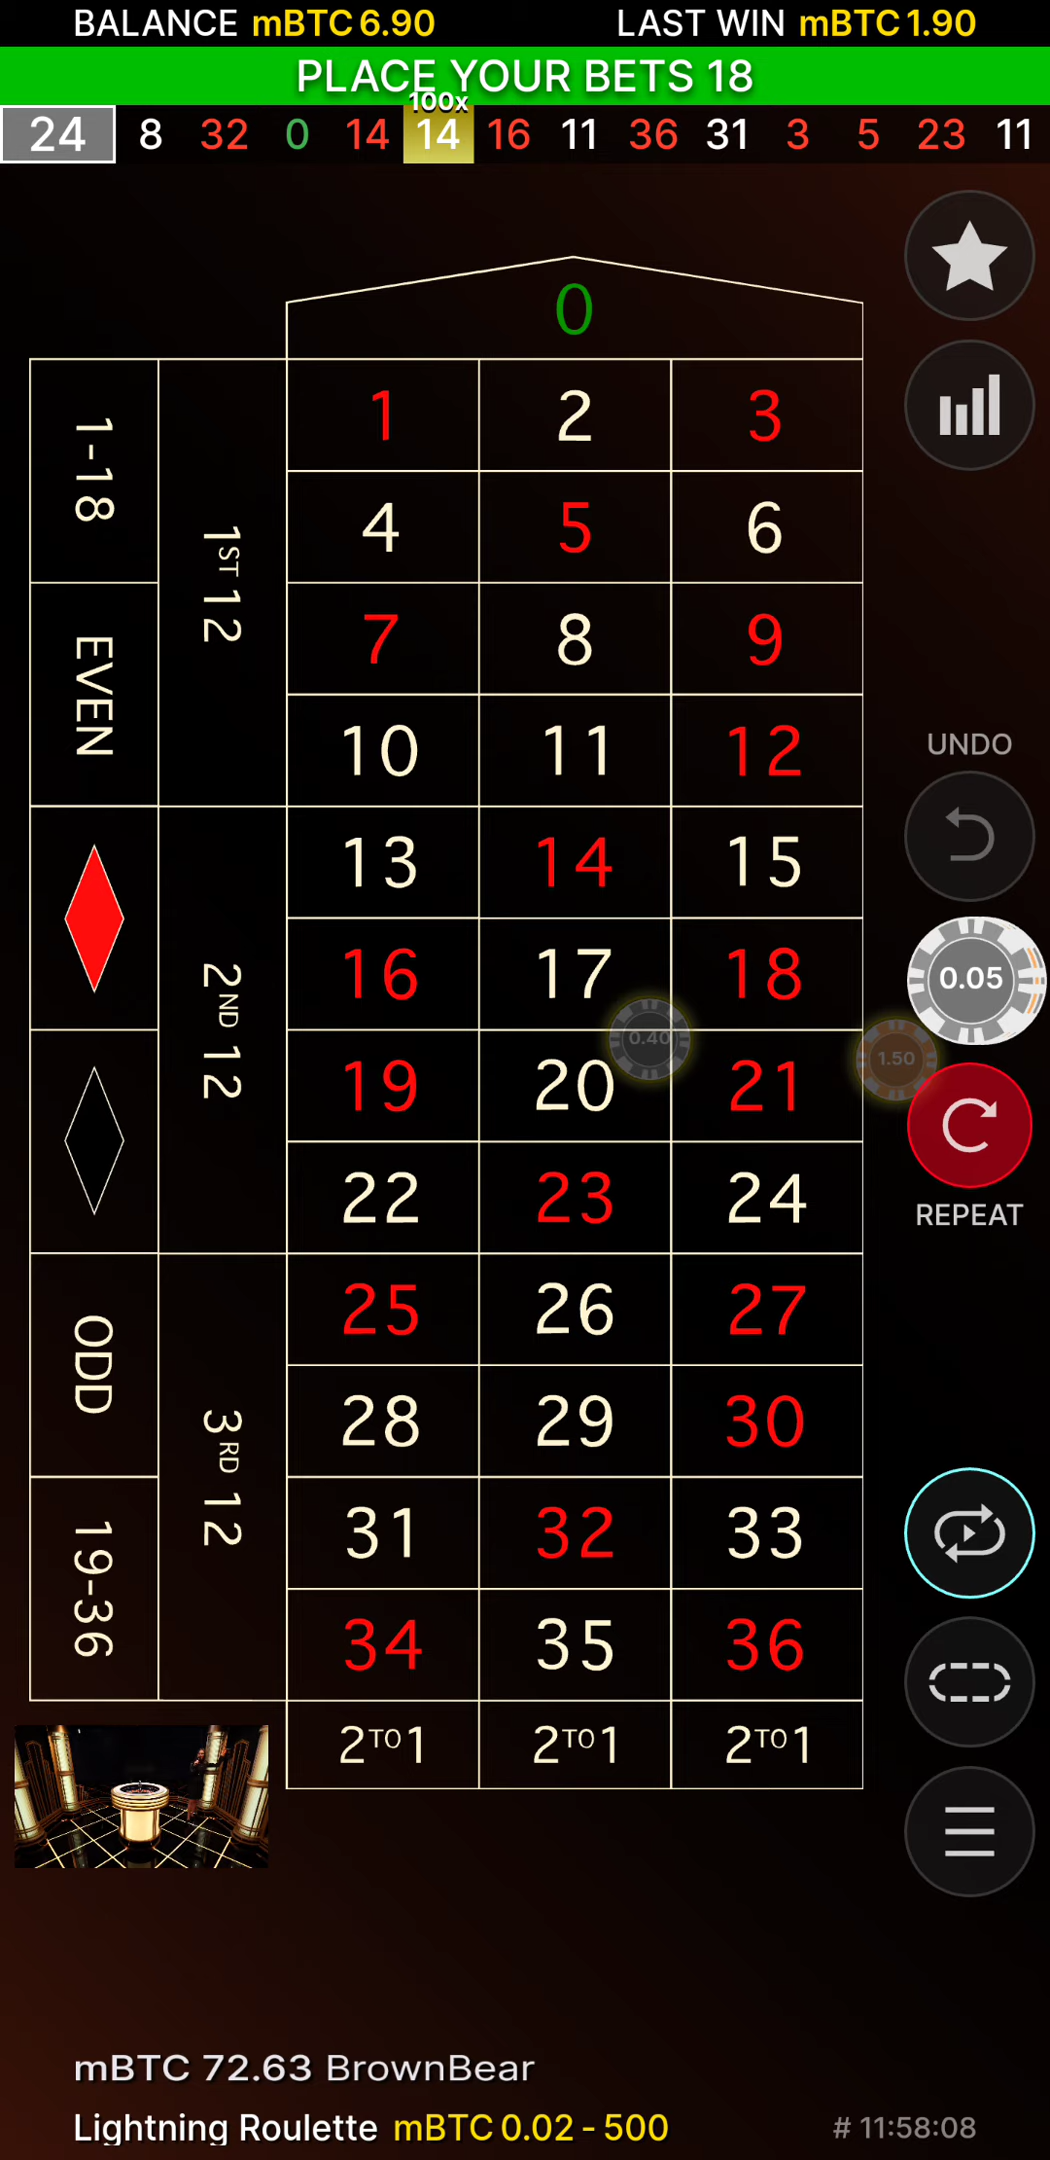 BALANCE mBTC 6.90 LAST WIN mBTC 1.90
PLACE YOUR BETS 18
100x
24 8 32 0 14 14 16 11 36 31 3 5 23 11
0
1 2 3
4 5 6
7 8 9
10 11 12
13 14 15
16 17 18
19 20 21
22 23 24
25 26 27
28 29 30
31 32 33
34 35 36
2TO1 2TO1 2TO1
1-18
EVEN
ODD
19-36
1ST 12
2ND 12
3RD 12
UNDO
0.05
0.40
1.50
REPEAT
mBTC 72.63 BrownBear
Lightning Roulette mBTC 0.02 - 500 # 11:58:08